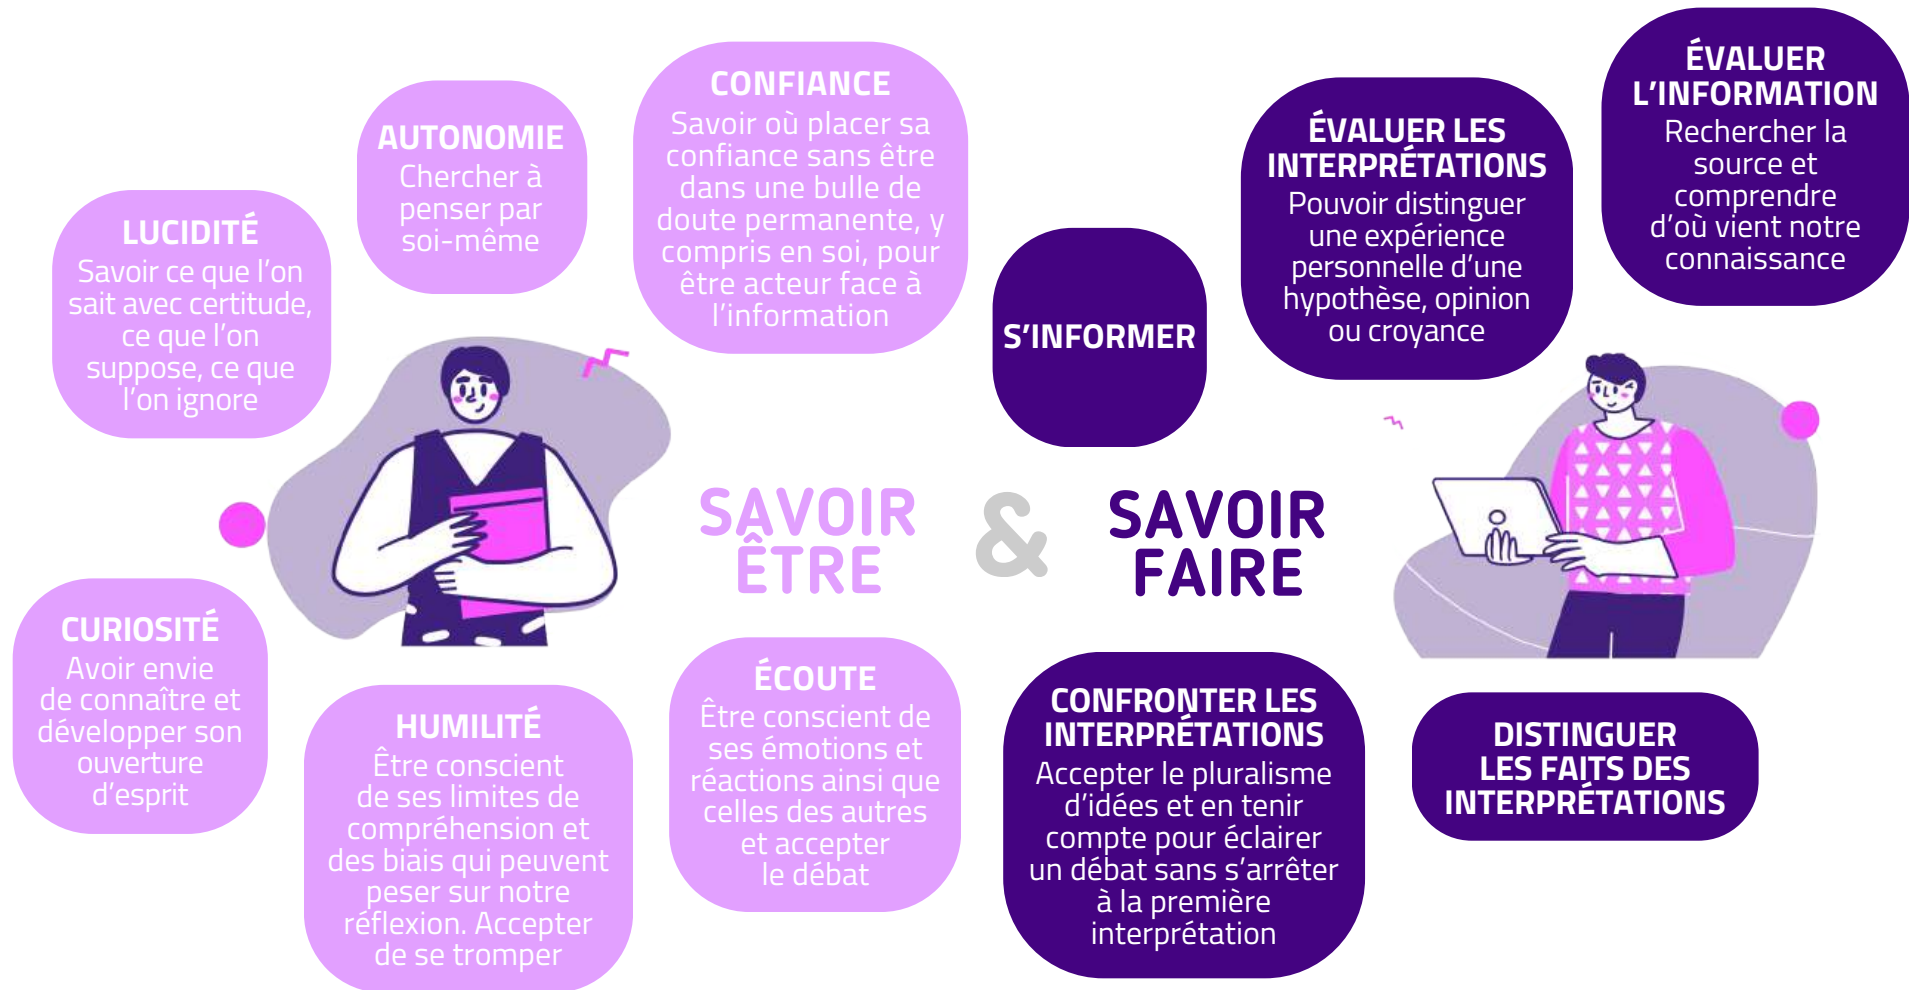 LUCIDITÉ
Savoir ce que l'on
sait avec certitude,
ce que l'on
suppose, ce que
l'on ignore
AUTONOMIE
Chercher à
penser par
soi-même
CONFIANCE
Savoir où placer sa
confiance sans être
dans une bulle de
doute permanente, y
compris en soi, pour
être acteur face à
l'information
S'INFORMER
ÉVALUER LES
INTERPRÉTATIONS
Pouvoir distinguer
une expérience
personnelle d'une
hypothèse, opinion
ou croyance
ÉVALUER
L'INFORMATION
Rechercher la
source et
comprendre
d'où vient notre
connaissance
SAVOIR
ÊTRE
&
SAVOIR
FAIRE
CURIOSITÉ
Avoir envie
de connaître et
développer son
ouverture
d'esprit
HUMILITÉ
Être conscient
de ses limites de
compréhension et
des biais qui peuvent
peser sur notre
réflexion. Accepter
de se tromper
ÉCOUTE
Être conscient de
ses émotions et
réactions ainsi que
celles des autres
et accepter
le débat
CONFRONTER LES
INTERPRÉTATIONS
Accepter le pluralisme
d'idées et en tenir
compte pour éclairer
un débat sans s'arrêter
à la première
interprétation
DISTINGUER
LES FAITS DES
INTERPRÉTATIONS